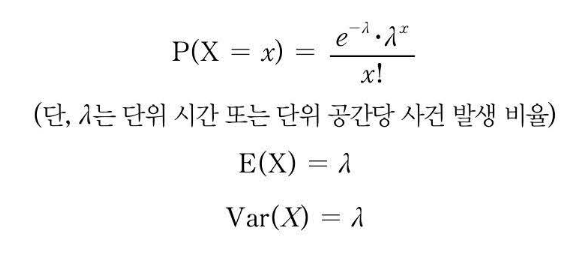 P(X = x) = \frac{e^{-λ}·λ^x}{x!}
(단, λ는 단위 시간 또는 단위 공간당 사건 발생 비율)
E(X) = λ
Var(X) = λ